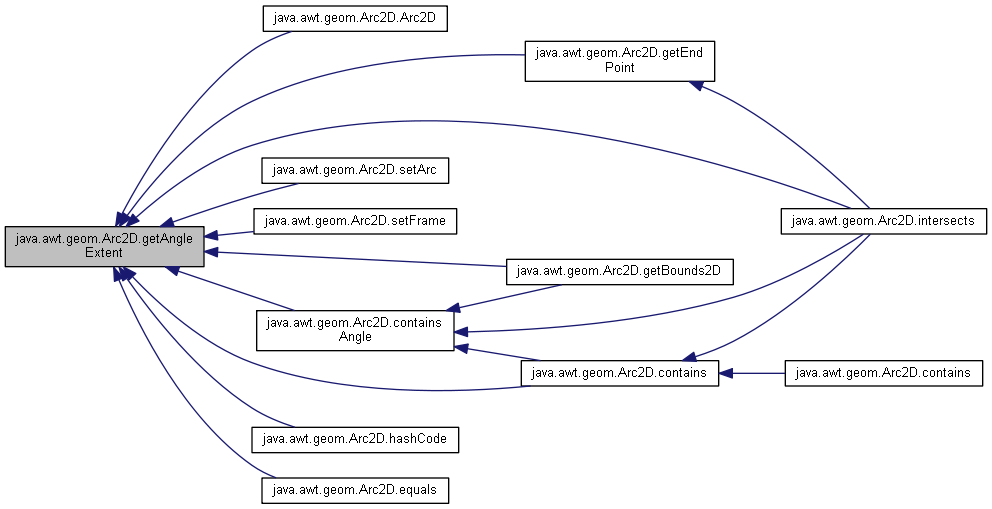 java.awt.geom.Arc2D.Arc2D
java.awt.geom.Arc2D.getEnd
Point
java.awt.geom.Arc2D.setArc
java.awt.geom.Arc2D.setFrame
java.awt.geom.Arc2D.intersects
java.awt.geom.Arc2D.getAngle
Extent
java.awt.geom.Arc2D.getBounds2D
java.awt.geom.Arc2D.contains
Angle
java.awt.geom.Arc2D.contains
java.awt.geom.Arc2D.contains
java.awt.geom.Arc2D.hashCode
java.awt.geom.Arc2D.equals